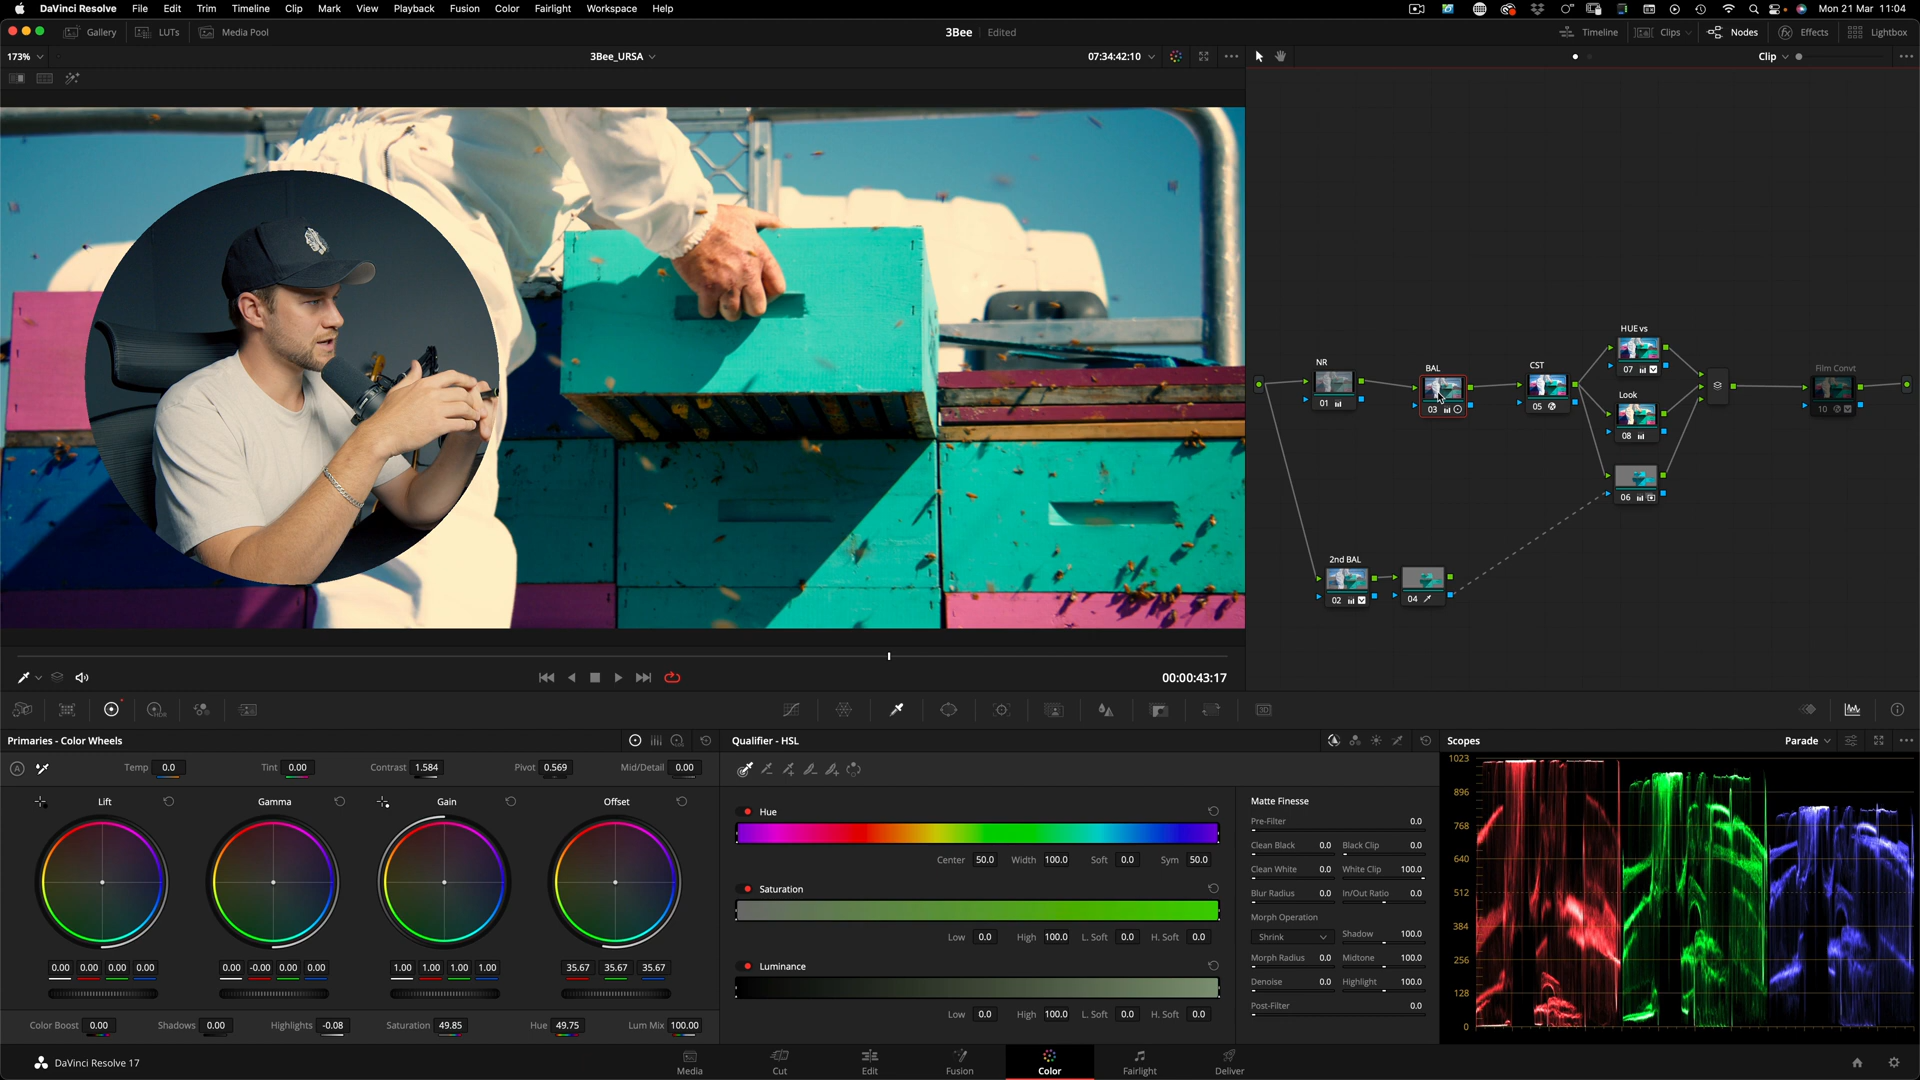 DaVinci Resolve File Edit Trim Timeline Clip Mark View Playback Fusion Color Fairlight Workspace Help Mon 21 Mar 11:04
Gallery LUTs Media Pool 3Bee Edited Timeline Clips Nodes Effects Lightbox
173% 3Bee_URSA 07:34:42:10 Clip
HUE vs
07
NR
01
BAL
03
CST
05
Look
08
Film Convt
10
06
2nd BAL
02
04
00:00:43:17
Primaries - Color Wheels
Temp 0.0 Tint 0.00 Contrast 1.584 Pivot 0.569 Mid/Detail 0.00
Lift Gamma Gain Offset
0.00 0.00 0.00 0.00 0.00 -0.00 0.00 0.00 1.00 1.00 1.00 1.00 35.67 35.67 35.67
Color Boost 0.00 Shadows 0.00 Highlights -0.08 Saturation 49.85 Hue 49.75 Lum Mix 100.00
Qualifier - HSL
Hue
Center 50.0 Width 100.0 Soft 0.0 Sym 50.0
Saturation
Low 0.0 High 100.0 L. Soft 0.0 H. Soft 0.0
Luminance
Low 0.0 High 100.0 L. Soft 0.0 H. Soft 0.0
Matte Finesse
Pre-Filter 0.0
Clean Black 0.0 Black Clip 0.0
Clean White 0.0 White Clip 100.0
Blur Radius 0.0 In/Out Ratio 0.0
Morph Operation
Shrink Shadow 100.0
Morph Radius 0.0 Midtone 100.0
Denoise 0.0 Highlight 100.0
Post-Filter 0.0
Scopes Parade
1023
896
768
640
512
384
256
128
0
DaVinci Resolve 17 Media Cut Edit Fusion Color Fairlight Deliver